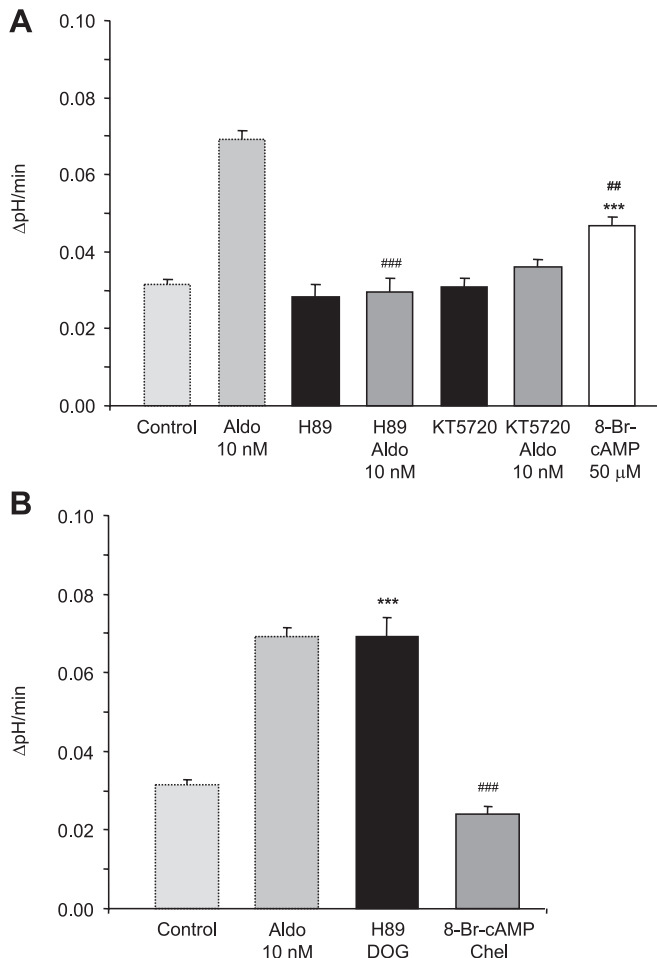 A
0.10
0.08
0.06
0.04
0.02
0.00
ΔpH/min
###
##
***
Control Aldo H89 H89 KT5720 KT5720 8-Br-
10 nM Aldo Aldo cAMP
10 nM 10 nM 50 μM
B
0.10
0.08
0.06
0.04
0.02
0.00
ΔpH/min
***
###
Control Aldo H89 8-Br-cAMP
10 nM DOG Chel